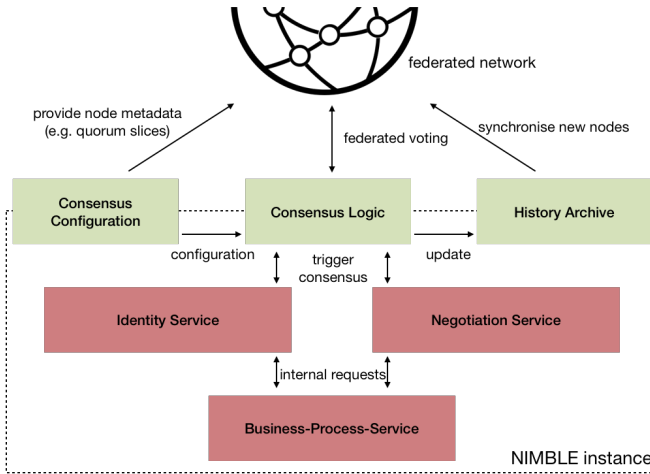 federated network
provide node metadata
(e.g. quorum slices)
federated voting
synchronise new nodes
Consensus
Configuration
Consensus Logic
History Archive
configuration
trigger
consensus
update
Identity Service
Negotiation Service
internal requests
Business-Process-Service
NIMBLE instance